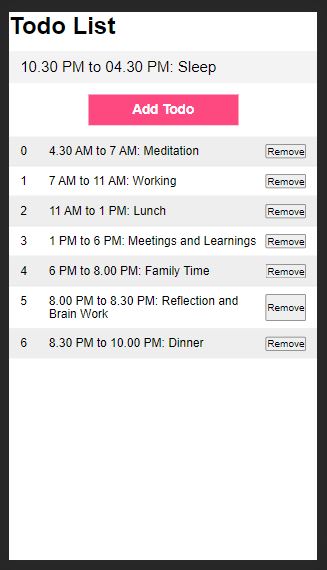 Todo List
10.30 PM to 04.30 PM: Sleep
Add Todo
0 4.30 AM to 7 AM: Meditation Remove
1 7 AM to 11 AM: Working Remove
2 11 AM to 1 PM: Lunch Remove
3 1 PM to 6 PM: Meetings and Learnings Remove
4 6 PM to 8.00 PM: Family Time Remove
5 8.00 PM to 8.30 PM: Reflection and
Brain Work Remove
6 8.30 PM to 10.00 PM: Dinner Remove